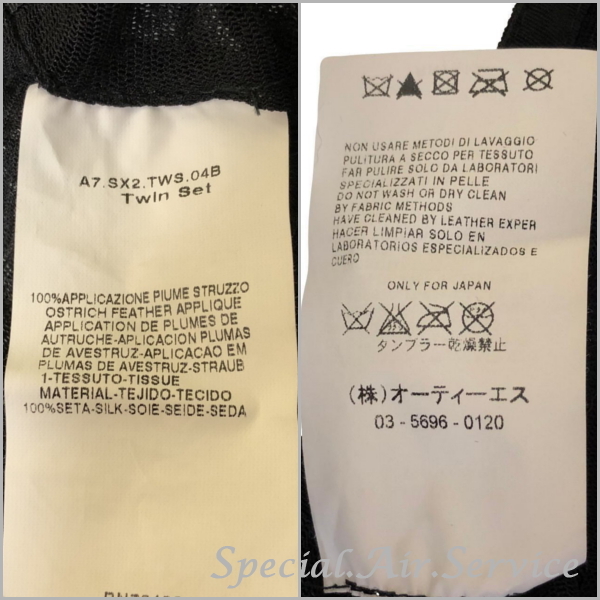 A7.SX2.TWS.04B
Twin Set
100%APPLICAZIONE PIUME STRUZZO
OSTRICH FEATHER APPLIQUE
APPLICATION DE PLUMES DE
AUTRUCHE-APLICACION PLUMAS
DE AVESTRUZ-APLICACAO EM
PLUMAS DE AVESTRUZ-STRAUB
1-TESSUTO-TISSUE
MATERIAL-TEJIDO-TECIDO
100%SETA-SILK-SOIE-SEIDE-SEDA
NON USARE METODI DI LAVAGGIO
PULITURA A SECCO PER TESSUTO
FAR PULIRE SOLO DA LABORATORI
SPECIALIZZATI IN PELLE
DO NOT WASH OR DRY CLEAN
BY FABRIC METHODS
HAVE CLEANED BY LEATHER EXPER
HACER LIMPIAR SOLO EN
LABORATORIOS ESPECIALIZADOS E
CUERO
ONLY FOR JAPAN
タンブラー乾燥禁止
(株)オーティーエス
03-5696-0120
Special.Air.Service